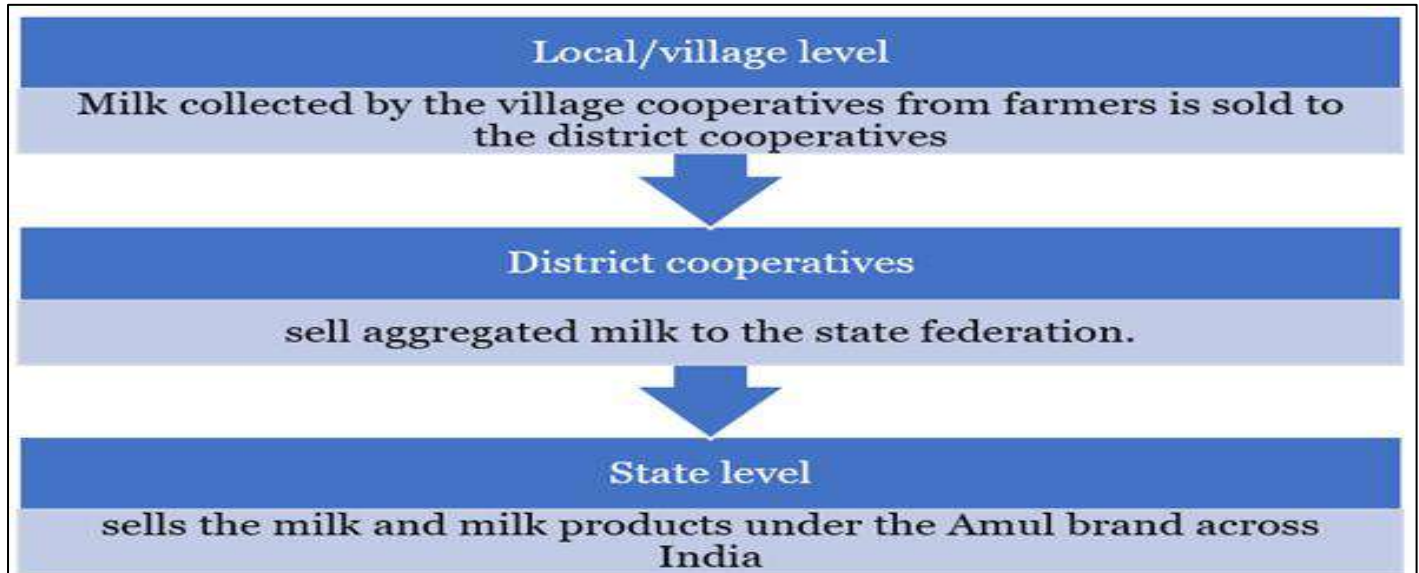 Local/village level
Milk collected by the village cooperatives from farmers is sold to
the district cooperatives
District cooperatives
sell aggregated milk to the state federation.
State level
sells the milk and milk products under the Amul brand across
India